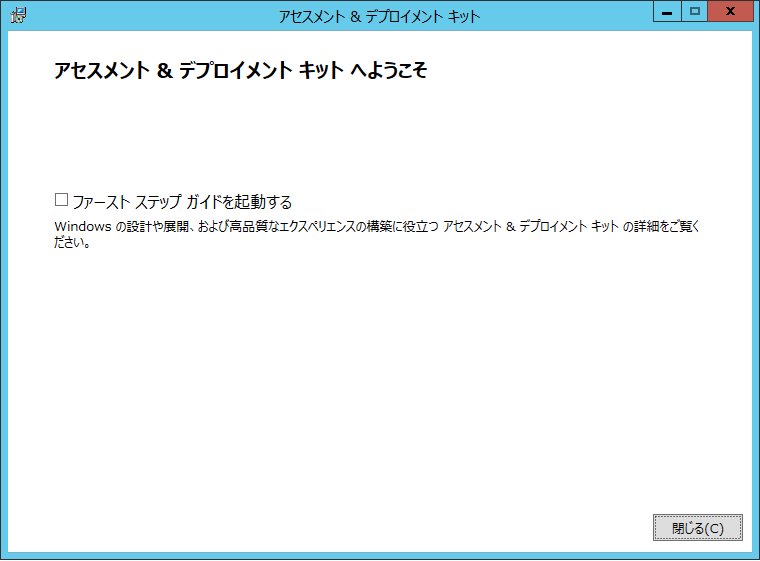 アセスメント & デプロイメント キット
アセスメント & デプロイメント キット へようこそ
ファースト ステップ ガイドを起動する
Windows の設計や展開、および高品質なエクスペリエンスの構築に役立つ アセスメント & デプロイメント キット の詳細をご覧く
ださい。
閉じる(C)